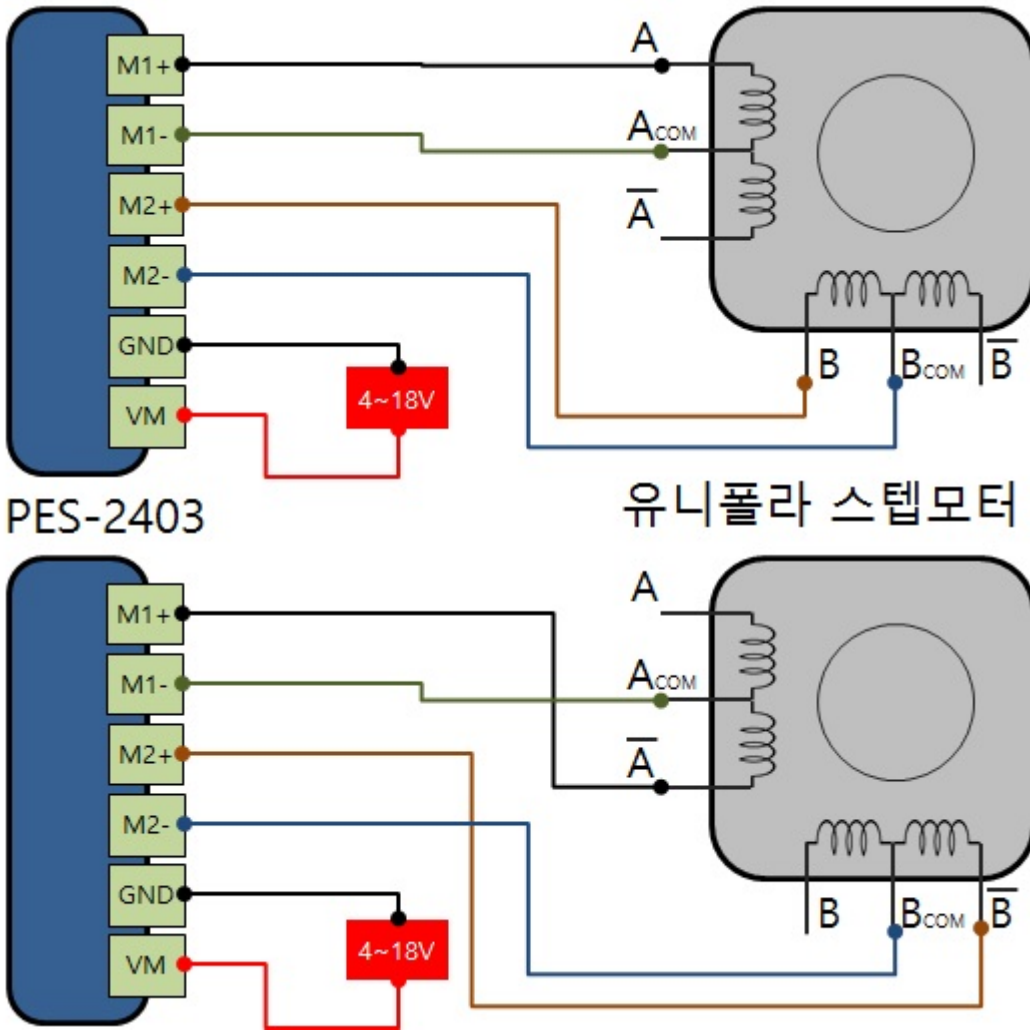 M1+
M1-
M2+
M2-
GND
VM
4~18V
A
ACOM
A̅
B
BCOM
B̅
PES-2403
유니폴라 스텝모터
M1+
M1-
M2+
M2-
GND
VM
4~18V
A
ACOM
A̅
B
BCOM
B̅